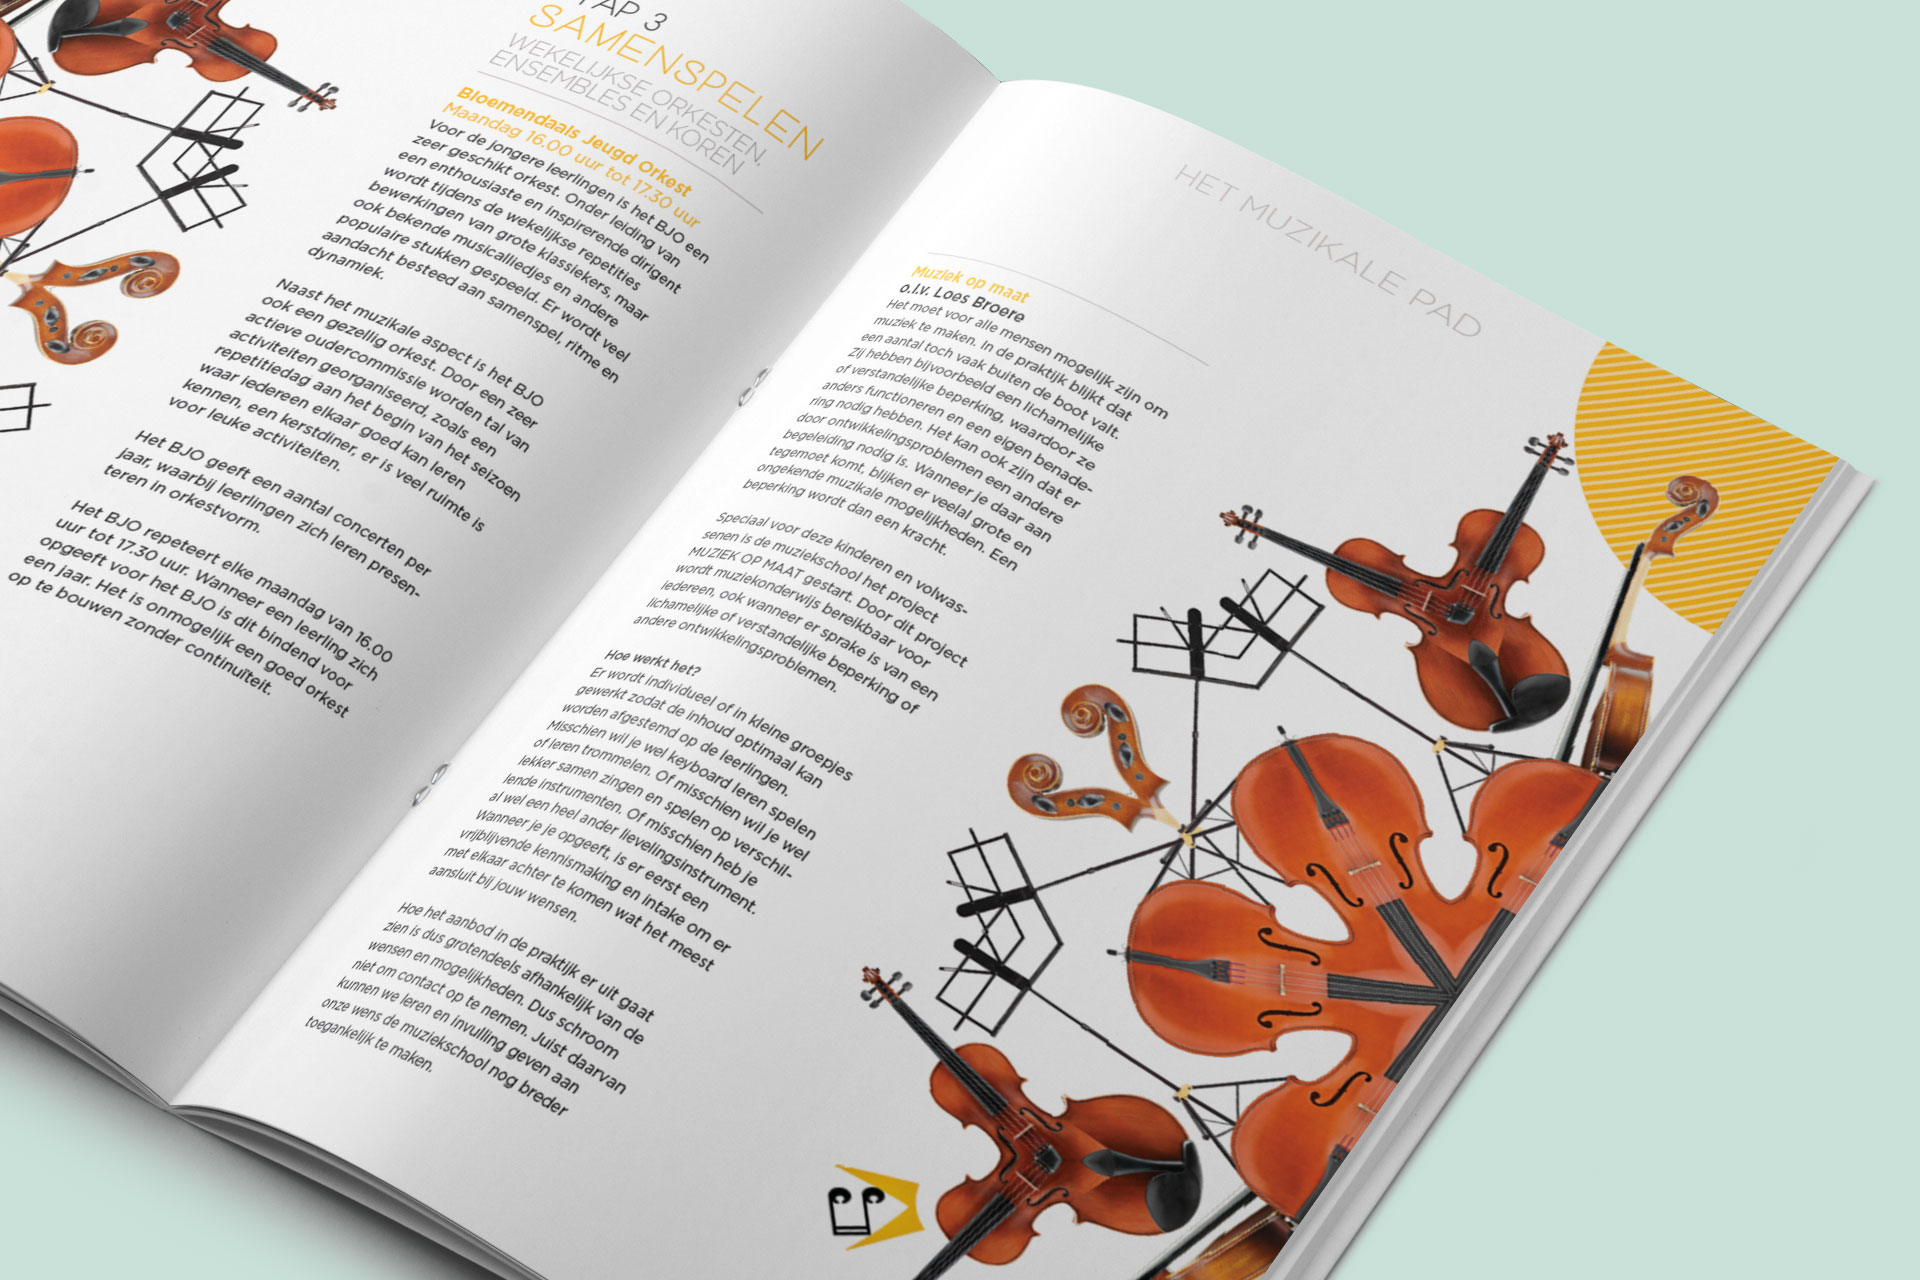 TAP 3
SAMENSPELEN
WEKELIJKSE ORKESTEN,
ENSEMBLES EN KOREN
Bloemendaals Jeugd Orkest
Maandag 16.00 uur tot 17.30 uur
Voor de jongere leerlingen is het BJO een
zeer geschikt orkest. Onder leiding van
een enthousiaste en inspirerende dirigent
wordt tijdens de wekelijkse repetities
bewerkingen van grote klassiekers, maar
ook bekende musicalliedjes en andere
populaire stukken gespeeld. Er wordt veel
aandacht besteed aan samenspel, ritme en
dynamiek.
Naast het muzikale aspect is het BJO
ook een gezellig orkest. Door een zeer
actieve oudercommissie worden tal van
activiteiten georganiseerd, zoals een
repetitiedag aan het begin van het seizoen
waar iedereen elkaar goed kan leren
kennen, een kerstdiner, er is veel ruimte is
voor leuke activiteiten.
Het BJO geeft een aantal concerten per
jaar, waarbij leerlingen zich leren presen-
teren in orkestvorm.
Het BJO repeteert elke maandag van 16.00
uur tot 17.30 uur. Wanneer een leerling zich
opgeeft voor het BJO is dit bindend voor
een jaar. Het is onmogelijk een goed orkest
op te bouwen zonder continuïteit.
HET MUZIKALE PAD
Muziek op maat
o.l.v. Loes Broere
Het moet voor alle mensen mogelijk zijn om
muziek te maken. In de praktijk blijkt dat
een aantal toch vaak buiten de boot valt.
Zij hebben bijvoorbeeld een lichamelijke
of verstandelijke beperking, waardoor ze
anders functioneren en een eigen benade-
ring nodig hebben. Het kan ook zijn dat er
door ontwikkelingsproblemen een andere
begeleiding nodig is. Wanneer je daar aan
tegemoet komt, blijken er veelal grote en
ongekende muzikale mogelijkheden. Een
beperking wordt dan een kracht.
Speciaal voor deze kinderen en volwas-
senen is de muziekschool het project
MUZIEK OP MAAT gestart. Door dit project
wordt muziekonderwijs bereikbaar voor
iedereen, ook wanneer er sprake is van een
lichamelijke of verstandelijke beperking of
andere ontwikkelingsproblemen.
Hoe werkt het?
Er wordt individueel of in kleine groepjes
gewerkt zodat de inhoud optimaal kan
worden afgestemd op de leerlingen.
Misschien wil je wel keyboard leren spelen
of leren trommelen. Of misschien wil je wel
lekker samen zingen en spelen op verschil-
lende instrumenten. Of misschien heb je
al wel een heel ander lievelingsinstrument.
Wanneer je je opgeeft, is er eerst een
vrijblijvende kennismaking en intake om er
met elkaar achter te komen wat het meest
aansluit bij jouw wensen.
Hoe het aanbod in de praktijk er uit gaat
zien is dus grotendeels afhankelijk van de
wensen en mogelijkheden. Dus schroom
niet om contact op te nemen. Juist daarvan
kunnen we leren en invulling geven aan
onze wens de muziekschool nog breder
toegankelijk te maken.